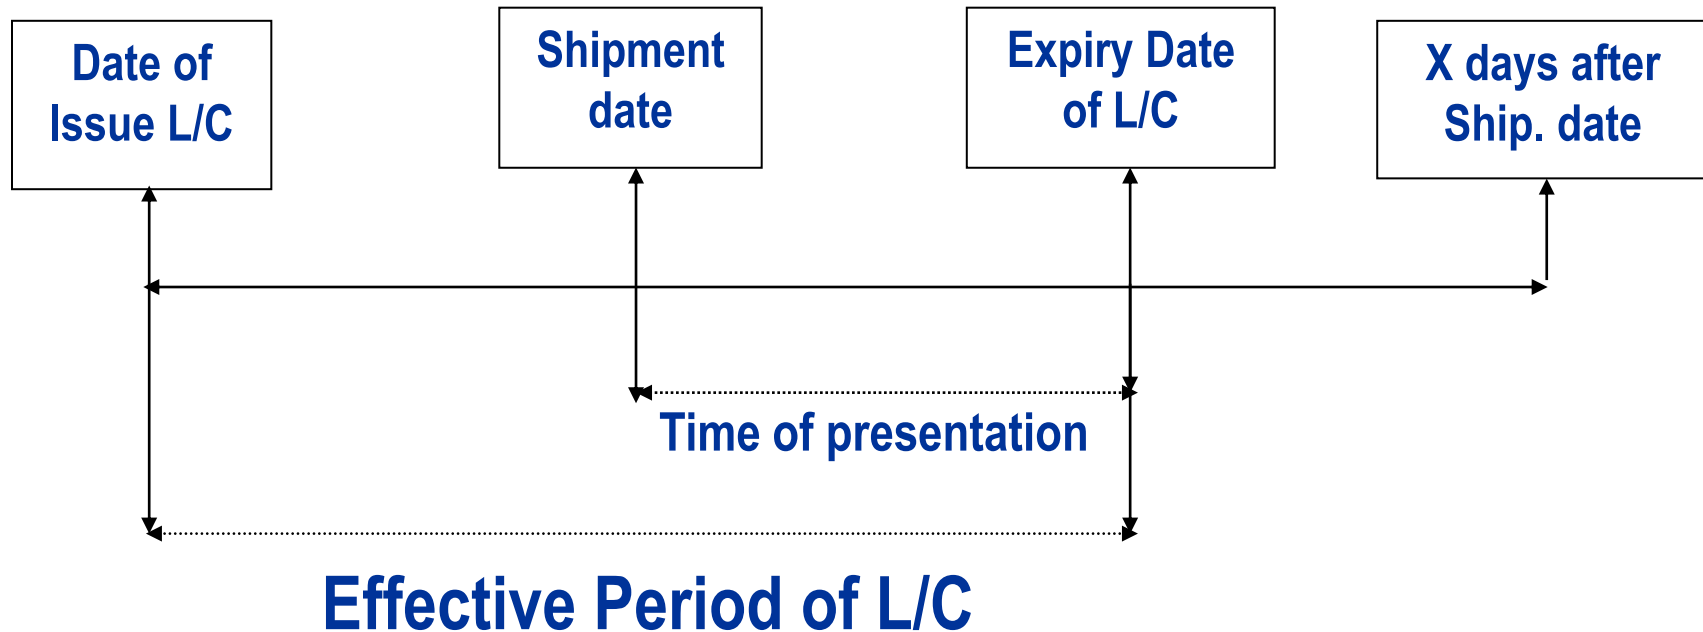 Date of
Issue L/C
Shipment
date
Expiry Date
of L/C
X days after
Ship. date
Time of presentation
Effective Period of L/C